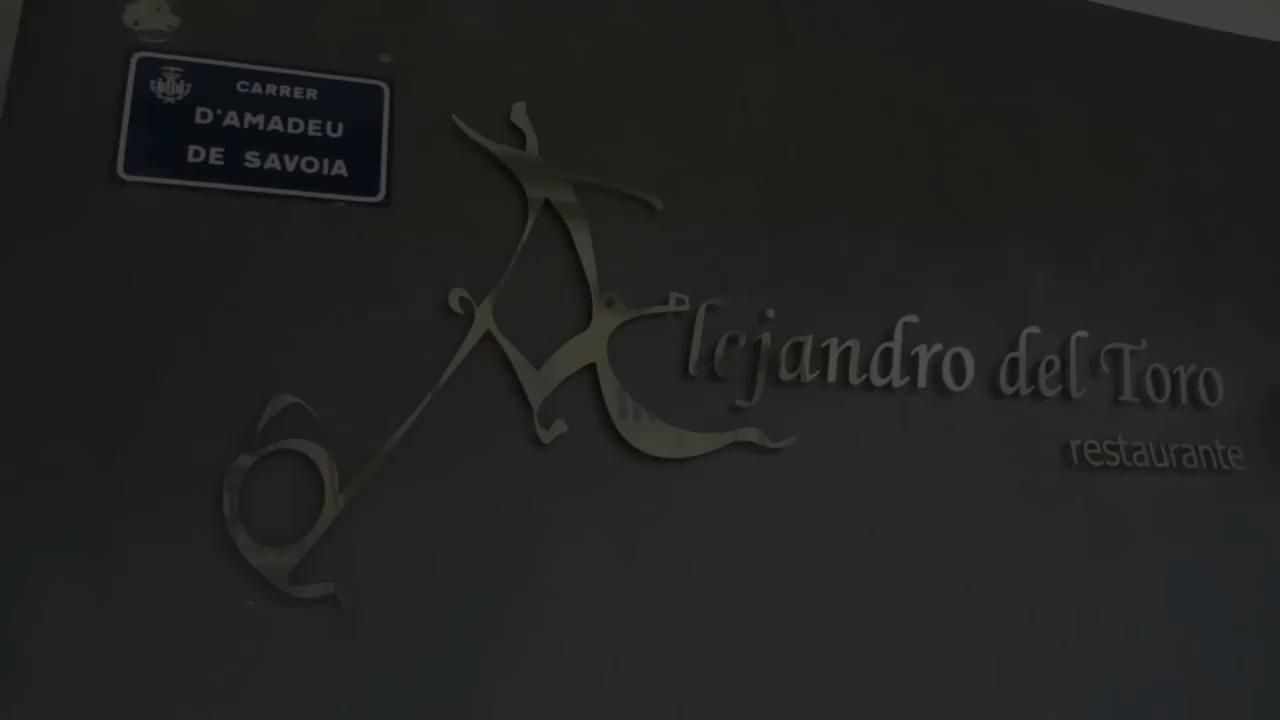 CARRER
D'AMADEU
DE SAVOIA
Alejandro del Toro
restaurante